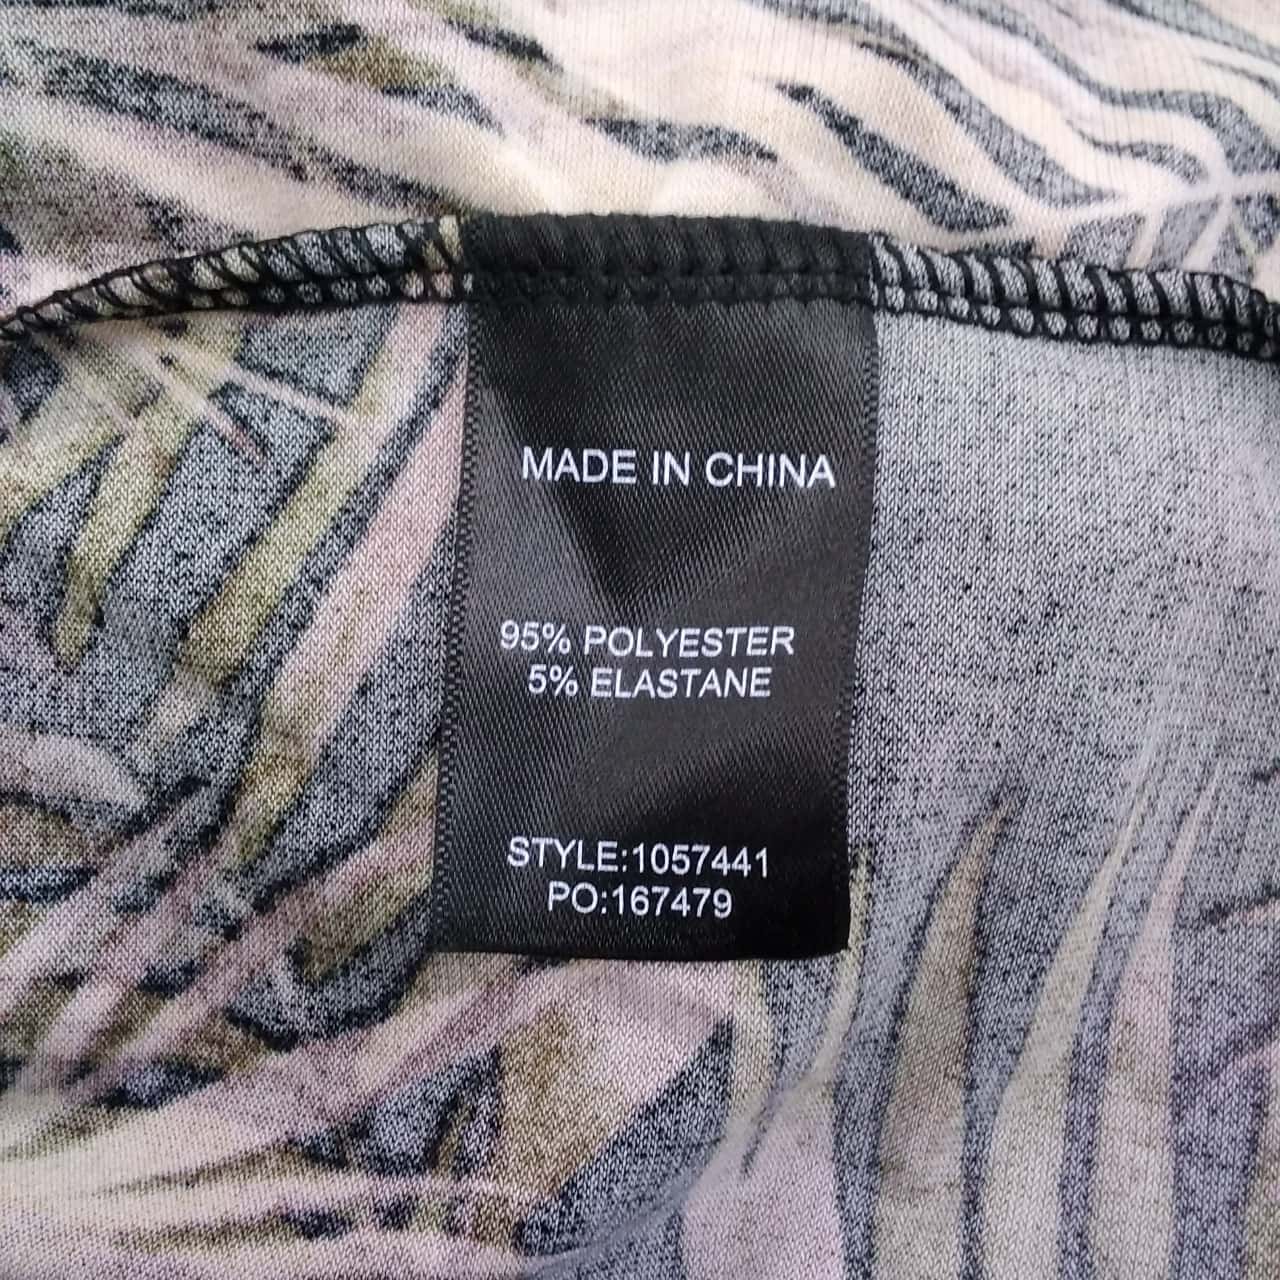 MADE IN CHINA
95% POLYESTER
5% ELASTANE
STYLE:1057441
PO:167479